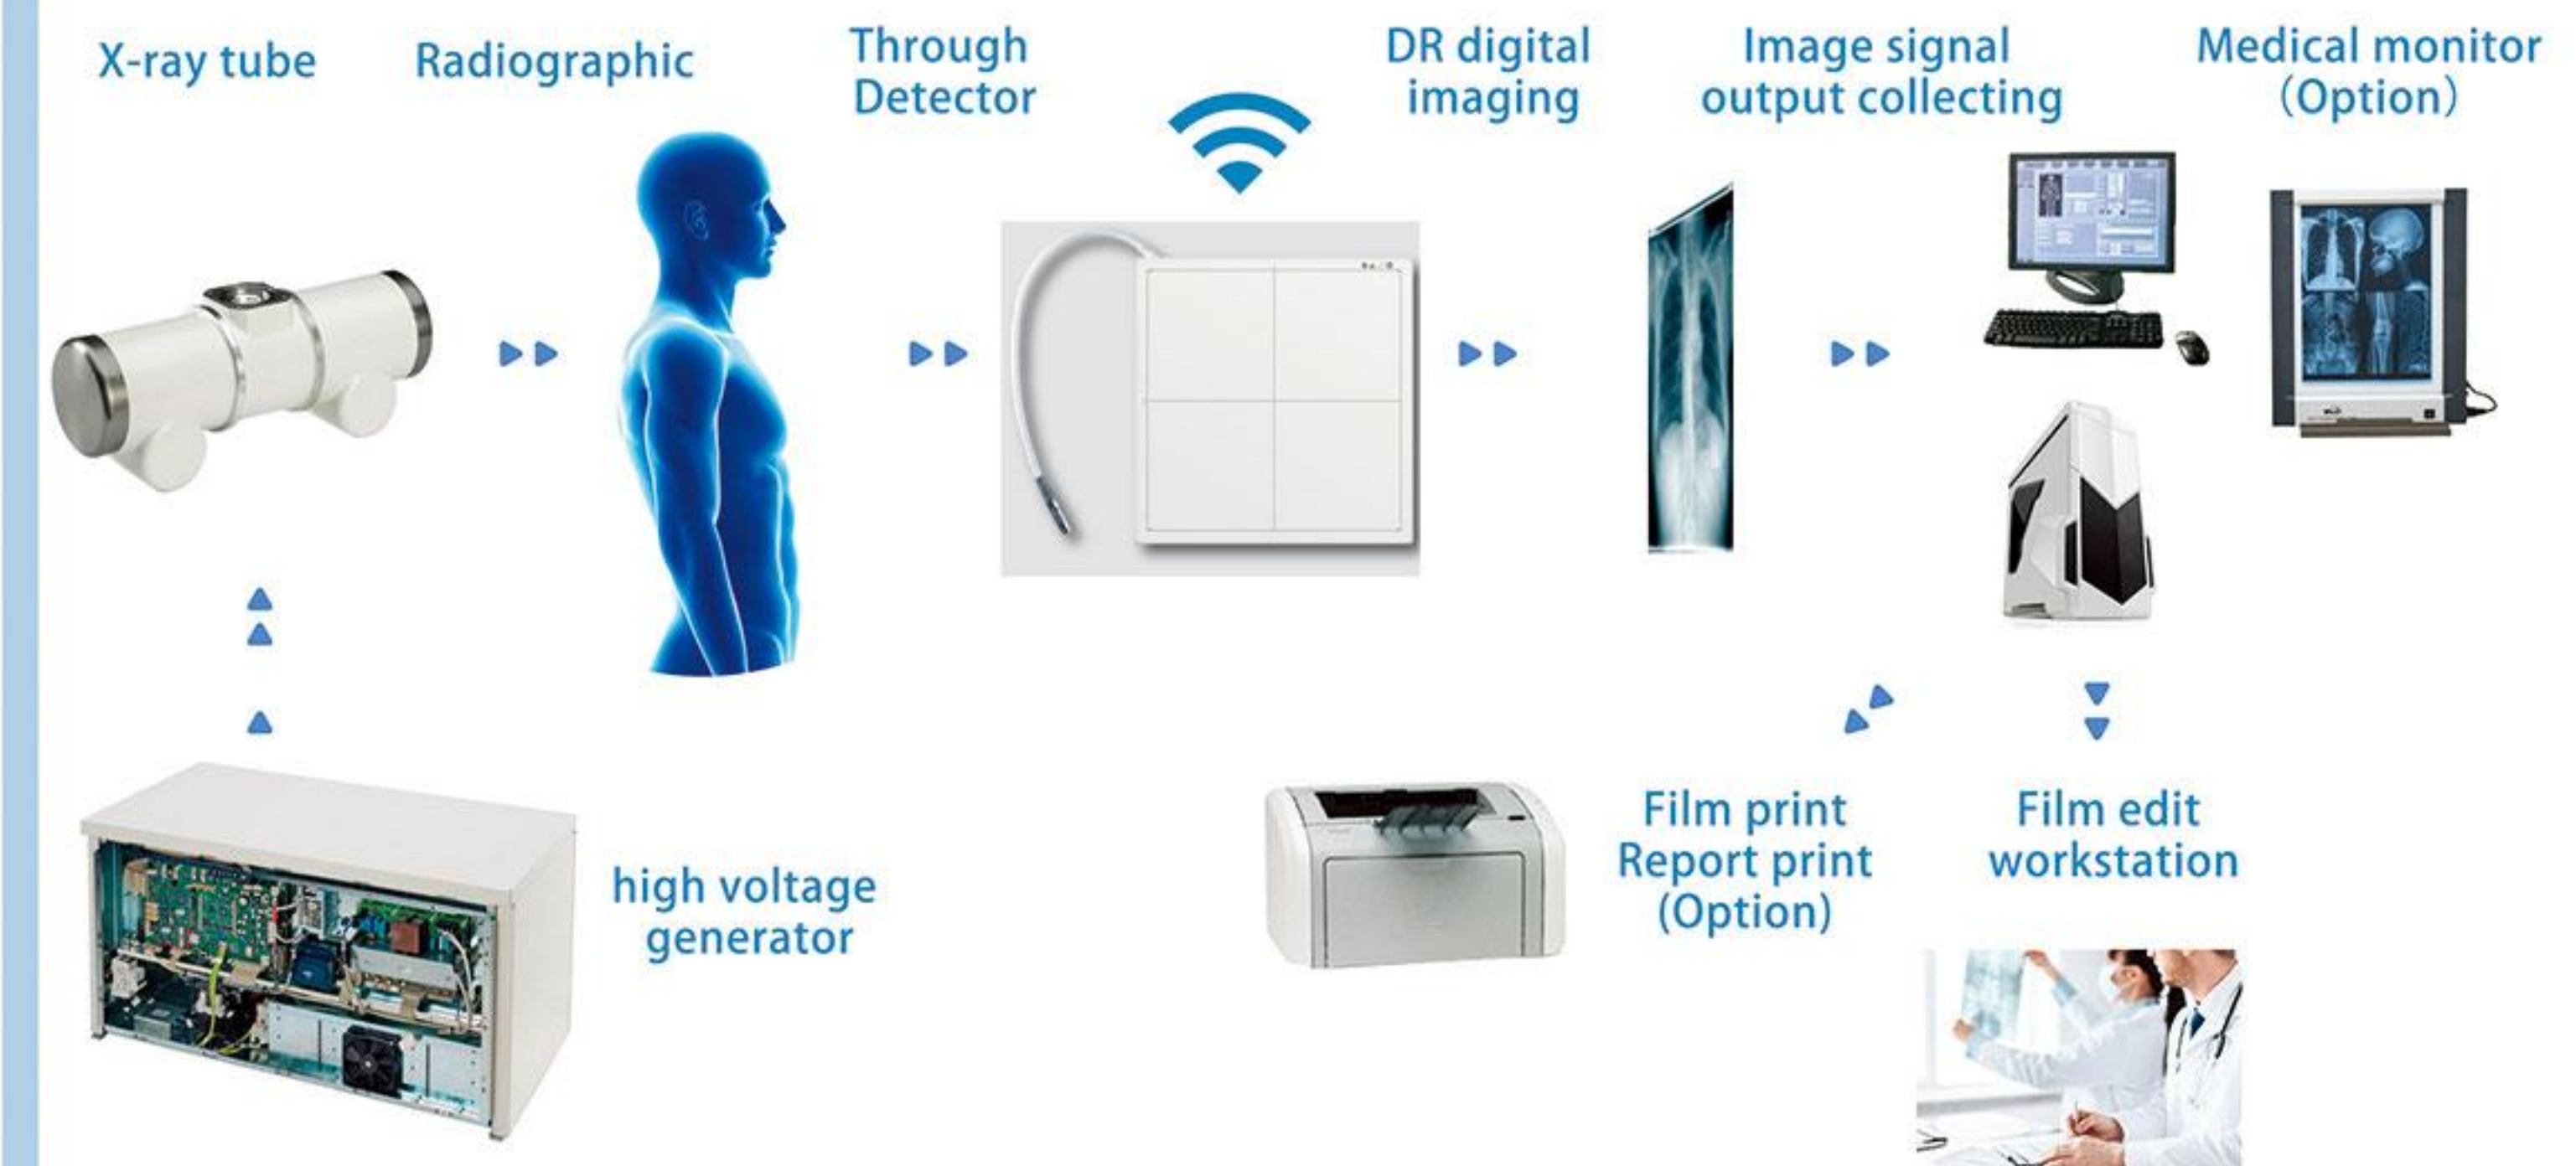 X-ray tube
Radiographic
Through
Detector
DR digital
imaging
Image signal
output collecting
Medical monitor
（Option）
high voltage
generator
Film print
Report print
(Option)
Film edit
workstation